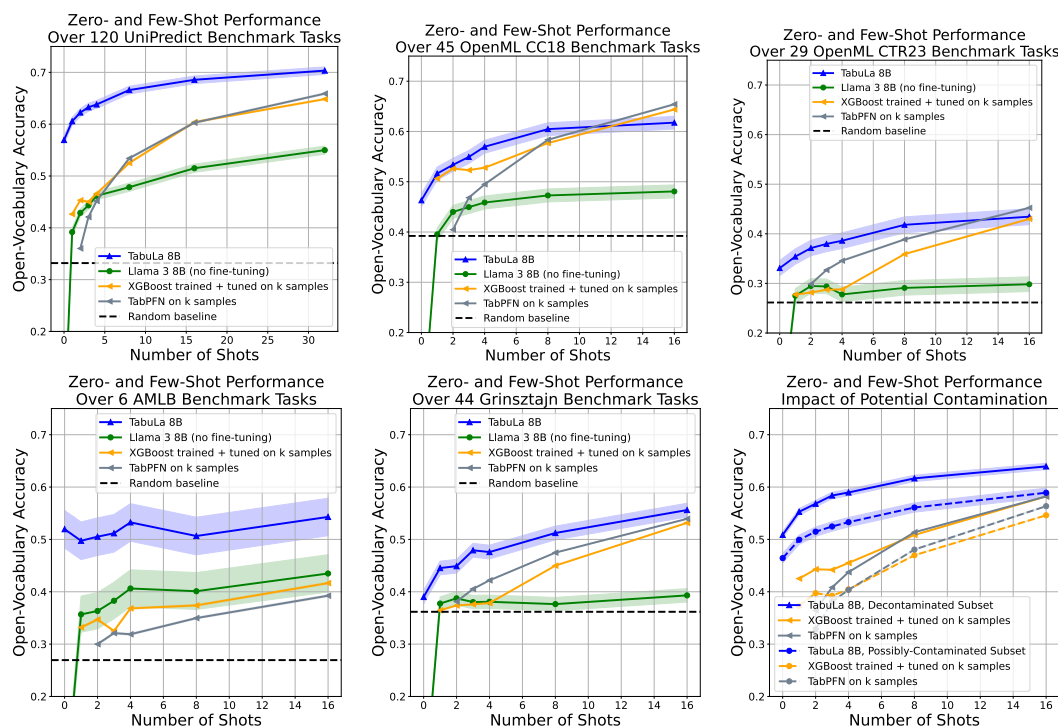 Zero- and Few-Shot Performance
Over 120 UniPredict Benchmark Tasks
Open-Vocabulary Accuracy
0.7
0.6
0.5
0.4
0.3
0.2
TabuLa 8B
Llama 3 8B (no fine-tuning)
XGBoost trained + tuned on k samples
TabPFN on k samples
Random baseline
0 5 10 15 20 25 30
Number of Shots
Zero- and Few-Shot Performance
Over 45 OpenML CC18 Benchmark Tasks
Open-Vocabulary Accuracy
0.7
0.6
0.5
0.4
0.3
0.2
TabuLa 8B
Llama 3 8B (no fine-tuning)
XGBoost trained + tuned on k samples
TabPFN on k samples
Random baseline
0 2 4 6 8 10 12 14 16
Number of Shots
Zero- and Few-Shot Performance
Over 29 OpenML CTR23 Benchmark Tasks
Open-Vocabulary Accuracy
0.7
0.6
0.5
0.4
0.3
0.2
TabuLa 8B
Llama 3 8B (no fine-tuning)
XGBoost trained + tuned on k samples
TabPFN on k samples
Random baseline
0 2 4 6 8 10 12 14 16
Number of Shots
Zero- and Few-Shot Performance
Over 6 AMLB Benchmark Tasks
Open-Vocabulary Accuracy
0.7
0.6
0.5
0.4
0.3
0.2
TabuLa 8B
Llama 3 8B (no fine-tuning)
XGBoost trained + tuned on k samples
TabPFN on k samples
Random baseline
0 2 4 6 8 10 12 14 16
Number of Shots
Zero- and Few-Shot Performance
Over 44 Grinsztajn Benchmark Tasks
Open-Vocabulary Accuracy
0.7
0.6
0.5
0.4
0.3
0.2
TabuLa 8B
Llama 3 8B (no fine-tuning)
XGBoost trained + tuned on k samples
TabPFN on k samples
Random baseline
0 2 4 6 8 10 12 14 16
Number of Shots
Zero- and Few-Shot Performance
Impact of Potential Contamination
Open-Vocabulary Accuracy
0.7
0.6
0.5
0.4
0.3
0.2
TabuLa 8B, Decontaminated Subset
XGBoost trained + tuned on k samples
TabPFN on k samples
TabuLa 8B, Possibly-Contaminated Subset
XGBoost trained + tuned on k samples
TabPFN on k samples
0 2 4 6 8 10 12 14 16
Number of Shots